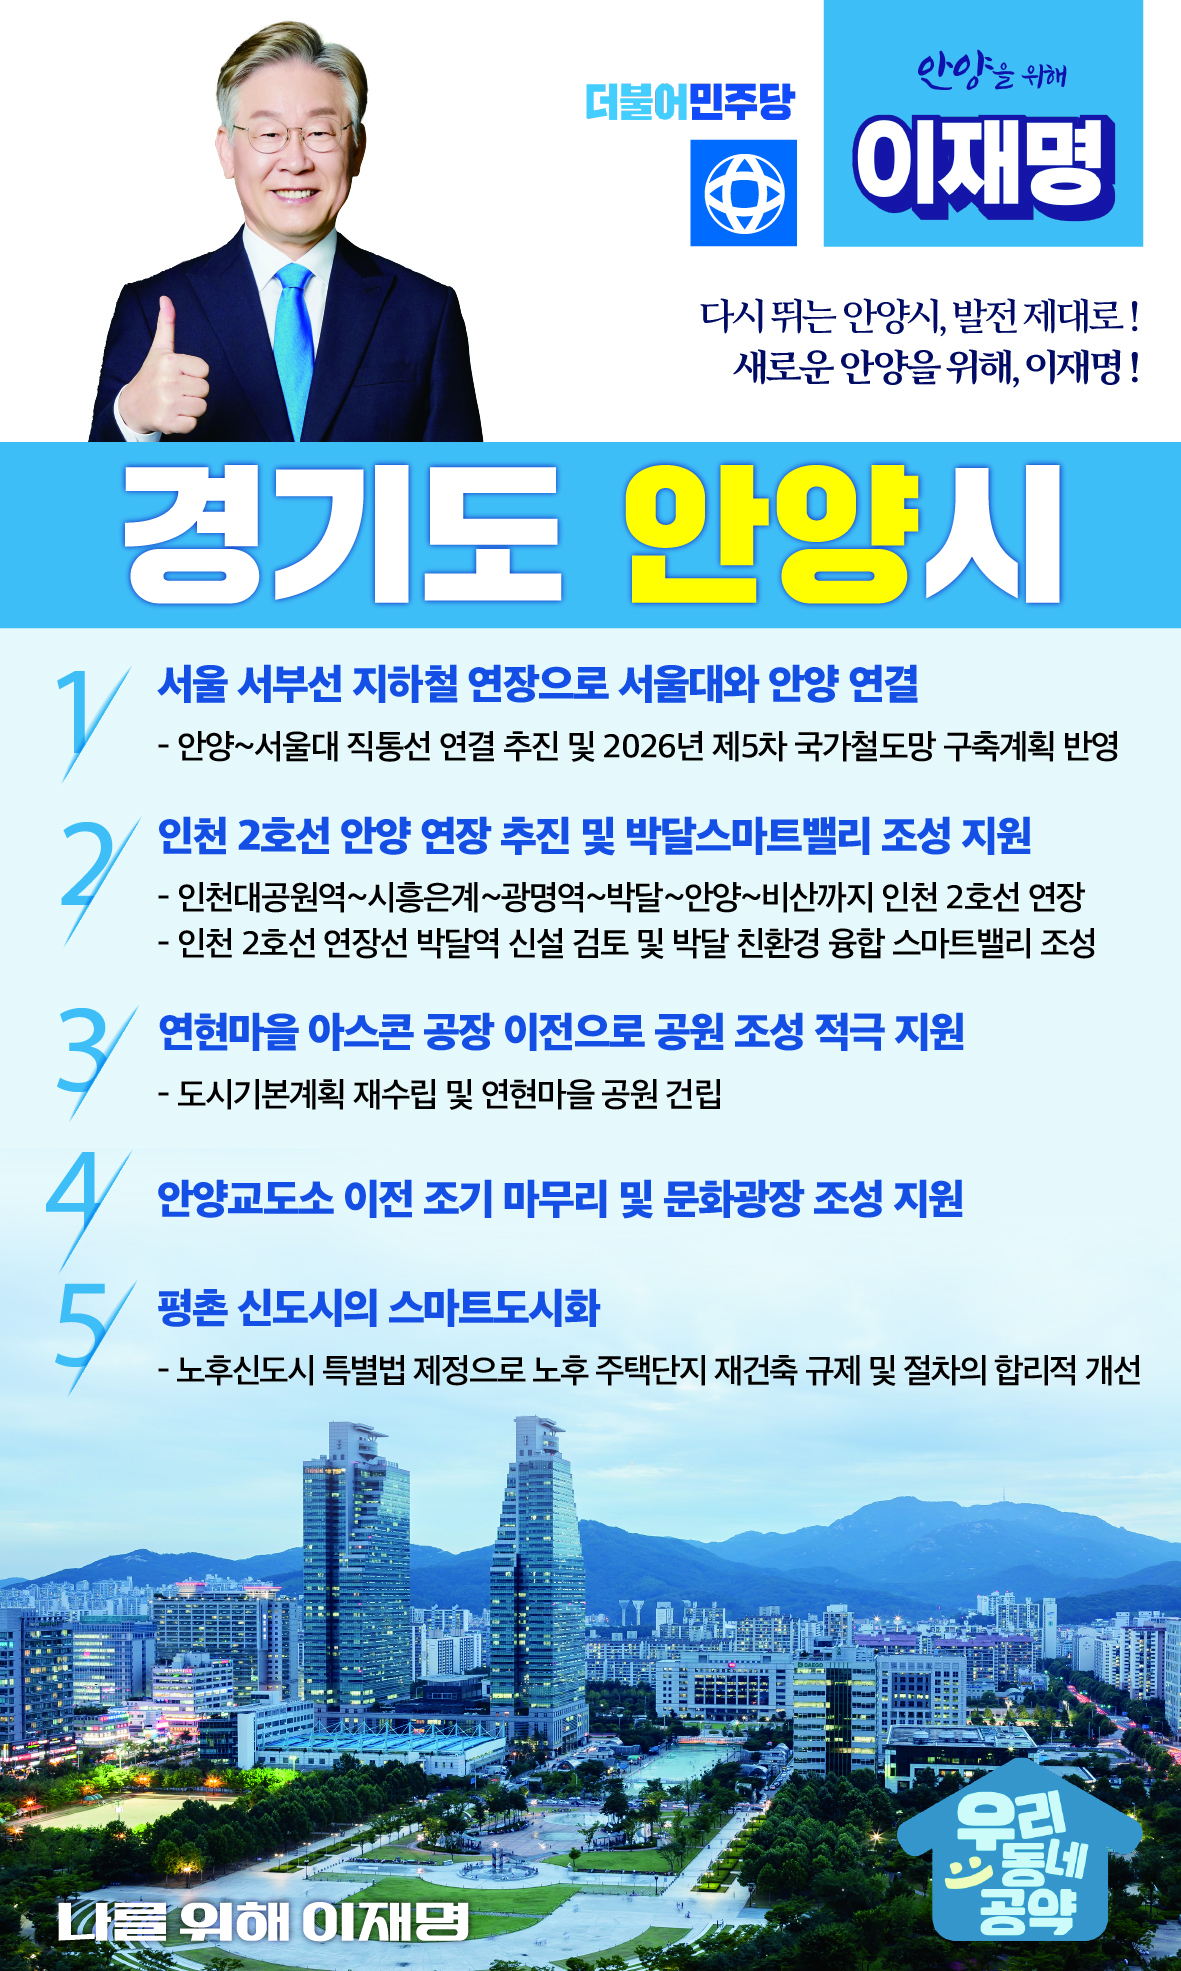 더불어민주당
안양을 위해
이재명
다시 뛰는 안양시, 발전 제대로!
새로운 안양을 위해, 이재명!
경기도 안양시
1
서울 서부선 지하철 연장으로 서울대와 안양 연결
- 안양~서울대 직통선 연결 추진 및 2026년 제5차 국가철도망 구축계획 반영
2
인천 2호선 안양 연장 추진 및 박달스마트밸리 조성 지원
- 인천대공원역~시흥은계~광명역~박달~안양~비산까지 인천 2호선 연장
- 인천 2호선 연장선 박달역 신설 검토 및 박달 친환경 융합 스마트밸리 조성
3
연현마을 아스콘 공장 이전으로 공원 조성 적극 지원
- 도시기본계획 재수립 및 연현마을 공원 건립
4
안양교도소 이전 조기 마무리 및 문화광장 조성 지원
5
평촌 신도시의 스마트도시화
- 노후신도시 특별법 제정으로 노후 주택단지 재건축 규제 및 절차의 합리적 개선
우리
동네
공약
나를 위해 이재명